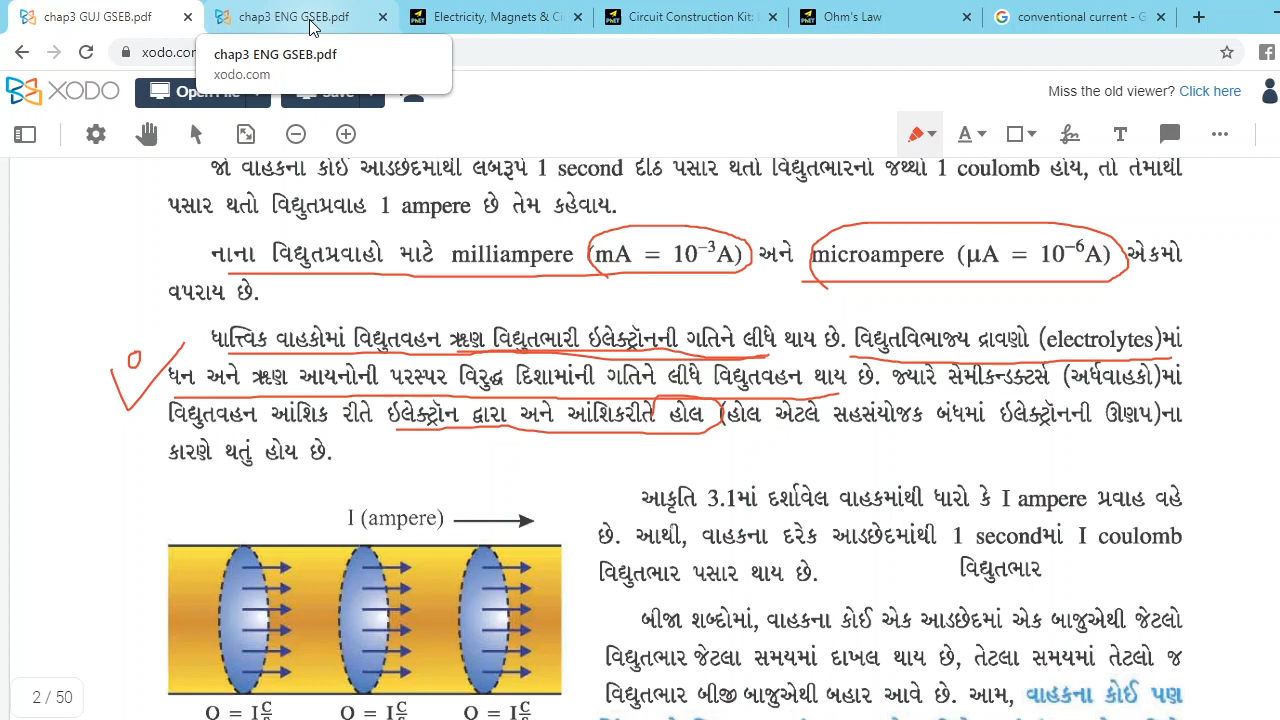 chap3 GUJ GSEB.pdf
chap3 ENG GSEB.pdf
Electricity, Magnets & Ci
Circuit Construction Kit:
Ohm's Law
conventional current - G
xodo.com
chap3 ENG GSEB.pdf
xodo.com
XODO
Open File
Save
Miss the old viewer? Click here
જો વાહકના કોઈ આડછેદમાંથી લંબરૂપે 1 second દીઠ પસાર થતો વિદ્યુતભારનો જથ્થો 1 coulomb હોય, તો તેમાંથી
પસાર થતો વિદ્યુતપ્રવાહ 1 ampere છે તેમ કહેવાય.
નાના વિદ્યુતપ્રવાહો માટે milliampere (mA = 10⁻³A) અને microampere (μA = 10⁻⁶A) એકમો
વપરાય છે.
ધાત્ત્વિક વાહકોમાં વિદ્યુતવહન ઋણ વિદ્યુતભારી ઇલેક્ટ્રૉનની ગતિને લીધે થાય છે. વિદ્યુતવિભાજ્ય દ્રાવણો (electrolytes)માં
ધન અને ઋણ આયનોની પરસ્પર વિરુદ્ધ દિશામાંની ગતિને લીધે વિદ્યુતવહન થાય છે. જ્યારે સેમીકન્ડક્ટર્સ (અર્ધવાહકો)માં
વિદ્યુતવહન આંશિક રીતે ઇલેક્ટ્રૉન દ્વારા અને આંશિકરીતે હોલ (હોલ એટલે સહસંયોજક બંધમાં ઇલેક્ટ્રૉનની ઊણપ)ના
કારણે થતું હોય છે.
I (ampere)
આકૃતિ 3.1માં દર્શાવેલ વાહકમાંથી ધારો કે I ampere પ્રવાહ વહે
છે. આથી, વાહકના દરેક આડછેદમાંથી 1 secondમાં I coulomb
વિદ્યુતભાર પસાર થાય છે. વિદ્યુતભાર
બીજા શબ્દોમાં, વાહકના કોઈ એક આડછેદમાં એક બાજુએથી જેટલો
વિદ્યુતભાર જેટલા સમયમાં દાખલ થાય છે, તેટલા સમયમાં તેટલો જ
વિદ્યુતભાર બીજી બાજુએથી બહાર આવે છે. આમ, વાહકના કોઈ પણ
2 / 50